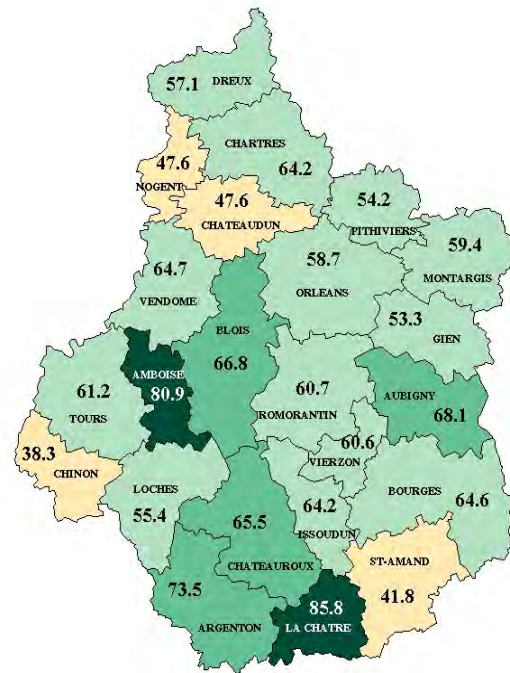 57.1 DREUX
CHARTRES
64.2
47.6
NOGENT
47.6
CHATEAUDUN
54.2
PITHIVIERS
59.4
MONTARGIS
64.7
VENDOME
58.7
ORLEANS
53.3
GIEN
BLOIS
66.8
AMBOISE
80.9
61.2
TOURS
60.7
ROMORANTIN
AUBIGNY
68.1
38.3
CHINON
60.6
VIERZON
LOCHES
55.4
64.2
ISSOUDUN
BOURGES
64.6
65.5
CHATEAUROUX
73.5
ARGENTON
85.8
LA CHATRE
ST-AMAND
41.8